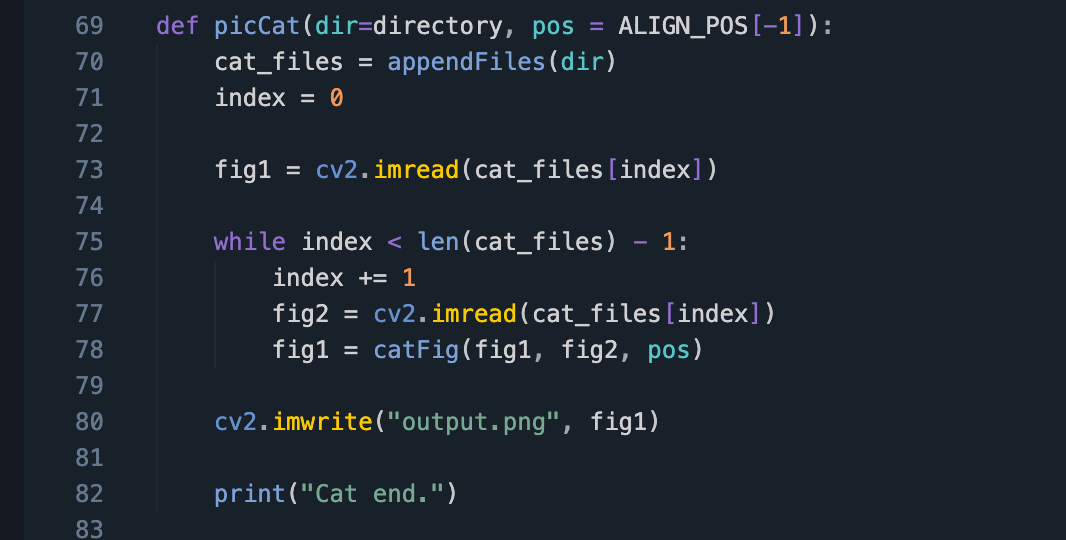 69 def picCat(dir=directory, pos = ALIGN_POS[-1]):
70 cat_files = appendFiles(dir)
71 index = 0
72
73 fig1 = cv2.imread(cat_files[index])
74
75 while index < len(cat_files) - 1:
76 index += 1
77 fig2 = cv2.imread(cat_files[index])
78 fig1 = catFig(fig1, fig2, pos)
79
80 cv2.imwrite("output.png", fig1)
81
82 print("Cat end.")
83